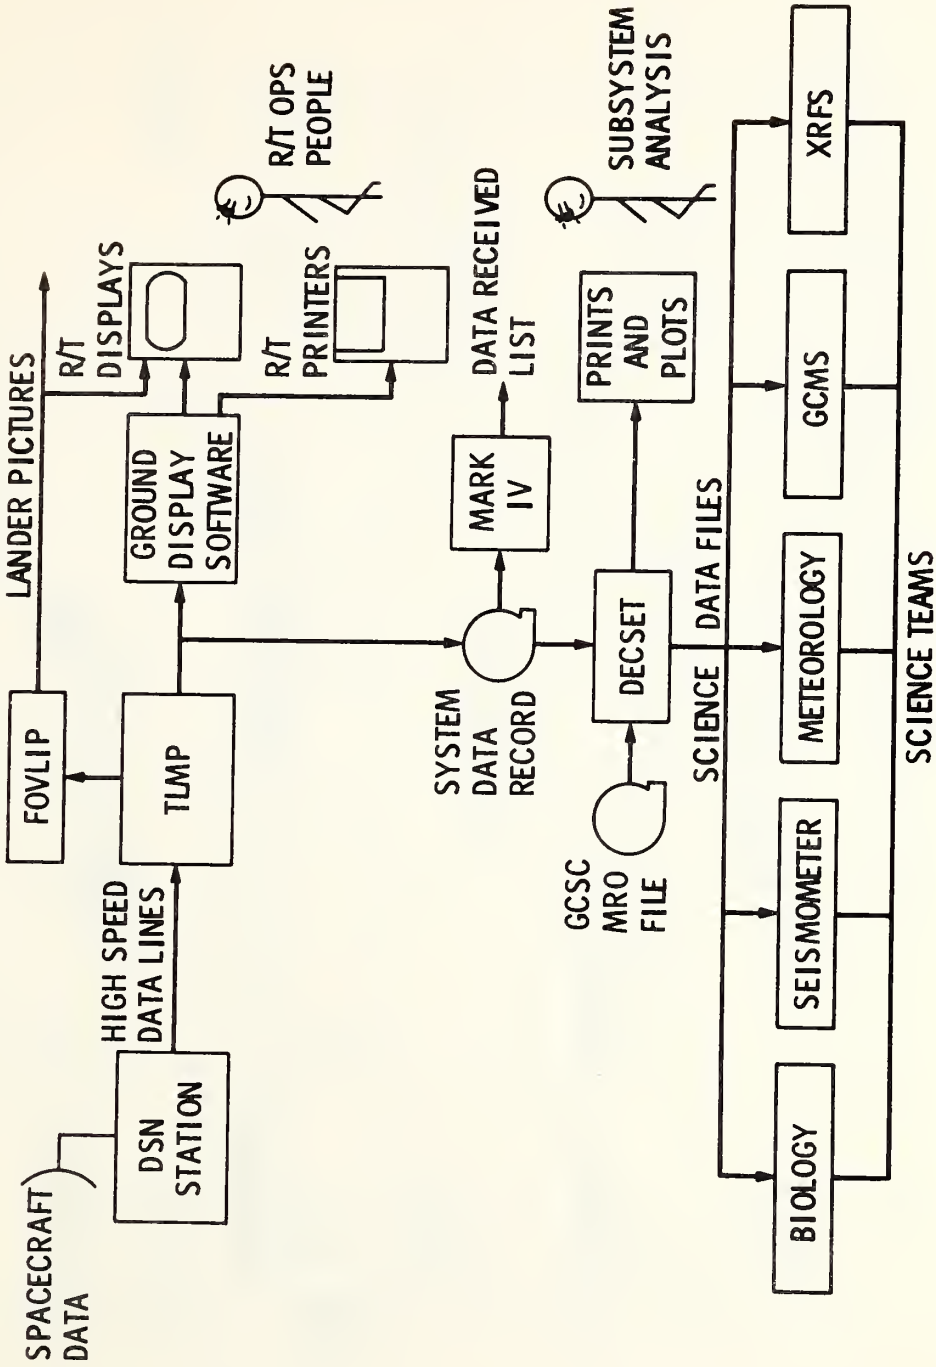 SPACECRAFT
DATA
DSN
STATION
HIGH SPEED
DATA LINES
FOVLIP
TLMP
LANDER PICTURES
GROUND
DISPLAY
SOFTWARE
R/T
DISPLAYS
R/T
PRINTERS
R/T OPS
PEOPLE
SYSTEM
DATA
RECORD
MARK
IV
DATA RECEIVED
LIST
GCSC
MRO
FILE
DECSET
PRINTS
AND
PLOTS
SUBSYSTEM
ANALYSIS
SCIENCE DATA FILES
BIOLOGY
SEISMOMETER
METEOROLOGY
GCMS
XRFS
SCIENCE TEAMS